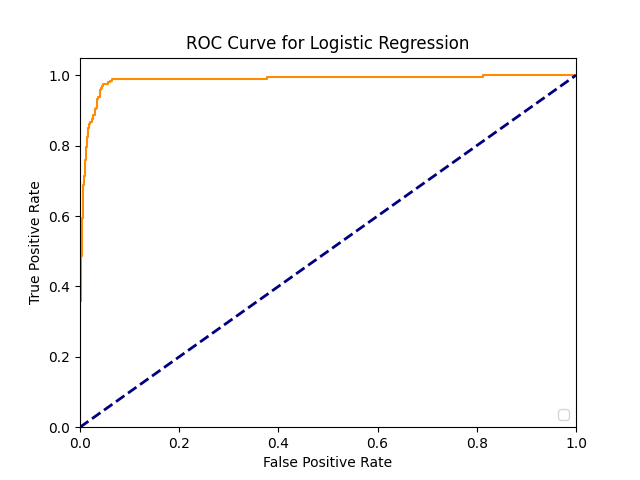 ROC Curve for Logistic Regression
1.0
0.8
0.6
0.4
0.2
0.0
True Positive Rate
0.0 0.2 0.4 0.6 0.8 1.0
False Positive Rate